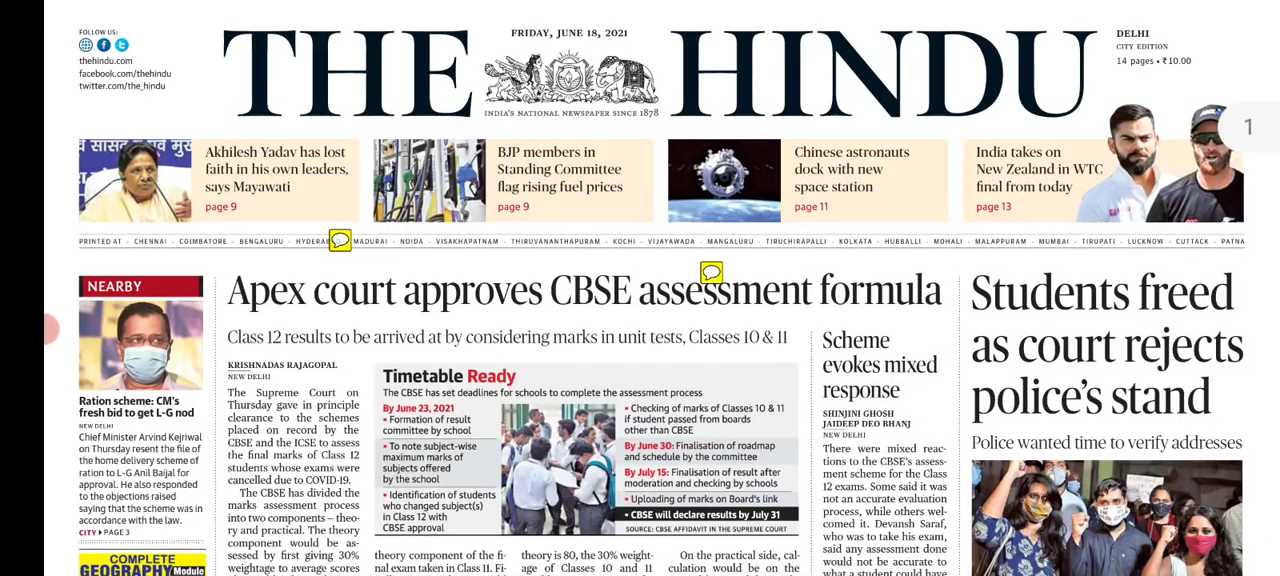 FOLLOW US:
thehindu.com
facebook.com/thehindu
twitter.com/the_hindu
THE HINDU
FRIDAY, JUNE 18, 2021
INDIA'S NATIONAL NEWSPAPER SINCE 1878
DELHI
CITY EDITION
14 pages • ₹10.00
1
Akhilesh Yadav has lost
faith in his own leaders,
says Mayawati
page 9
BJP members in
Standing Committee
flag rising fuel prices
page 9
Chinese astronauts
dock with new
space station
page 11
India takes on
New Zealand in WTC
final from today
page 13
PRINTED AT • CHENNAI • COIMBATORE • BENGALURU • HYDERAB MADURAI • NOIDA • VISAKHAPATNAM • THIRUVANANTHAPURAM • KOCHI • VIJAYAWADA • MANGALURU • TIRUCHIRAPALLI • KOLKATA • HUBBALLI • MOHALI • MALAPPURAM • MUMBAI • TIRUPATI • LUCKNOW • CUTTACK • PATNA
NEARBY
Ration scheme: CM's
fresh bid to get L-G nod
NEW DELHI
Chief Minister Arvind Kejriwal
on Thursday resent the file of
the home delivery scheme of
ration to L-G Anil Baijal for
approval. He also responded
to the objections raised
saying that the scheme was in
accordance with the law.
CITY ▸ PAGE 3
COMPLETE
GEOGRAPHY Module
Apex court approves CBSE assessment formula
Class 12 results to be arrived at by considering marks in unit tests, Classes 10 & 11
KRISHNADAS RAJAGOPAL
NEW DELHI
The Supreme Court on
Thursday gave in principle
clearance to the schemes
placed on record by the
CBSE and the ICSE to assess
the final marks of Class 12
students whose exams were
cancelled due to COVID-19.
The CBSE has divided the
marks assessment process
into two components – theo-
ry and practical. The theory
component would be as-
sessed by first giving 30%
weightage to average scores
Timetable Ready
The CBSE has set deadlines for schools to complete the assessment process
By June 23, 2021
• Formation of result
committee by school
• To note subject-wise
maximum marks of
subjects offered
by the school
• Identification of students
who changed subject(s)
in Class 12 with
CBSE approval
• Checking of marks of Classes 10 & 11
if student passed from boards
other than CBSE
By June 30: Finalisation of roadmap
and schedule by the committee
By July 15: Finalisation of result after
moderation and checking by schools
• Uploading of marks on Board's link
• CBSE will declare results by July 31
SOURCE: CBSE AFFIDAVIT IN THE SUPREME COURT
theory component of the fi-
nal exam taken in Class 11. Fi-
theory is 80, the 30% weight-
age of Classes 10 and 11
On the practical side, cal-
culation would be on the
Scheme
evokes mixed
response
SHINJINI GHOSH
JAIDEEP DEO BHANJ
NEW DELHI
There were mixed reac-
tions to the CBSE's assess-
ment scheme for the Class
12 exams. Some said it was
not an accurate evaluation
process, while others wel-
comed it. Devansh Saraf,
who was to take his exam,
said any assessment done
would not be accurate to
what a student could have
Students freed
as court rejects
police's stand
Police wanted time to verify addresses